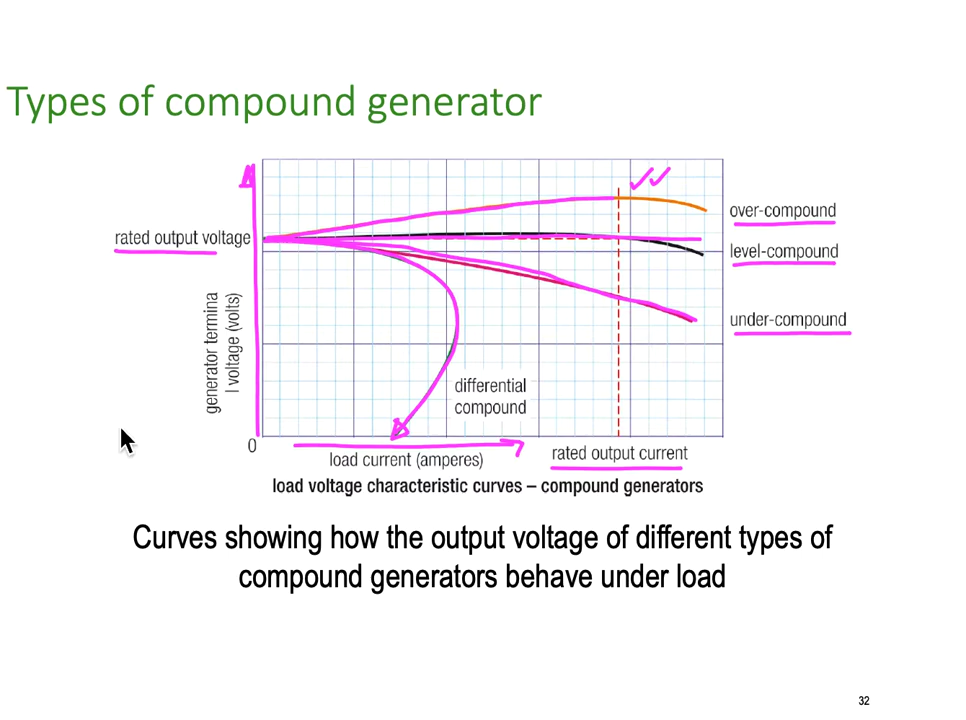 Types of compound generator
over-compound
rated output voltage
level-compound
generator termina
l voltage (volts)
under-compound
differential
compound
0
load current (amperes)
rated output current
load voltage characteristic curves – compound generators
Curves showing how the output voltage of different types of
compound generators behave under load
32